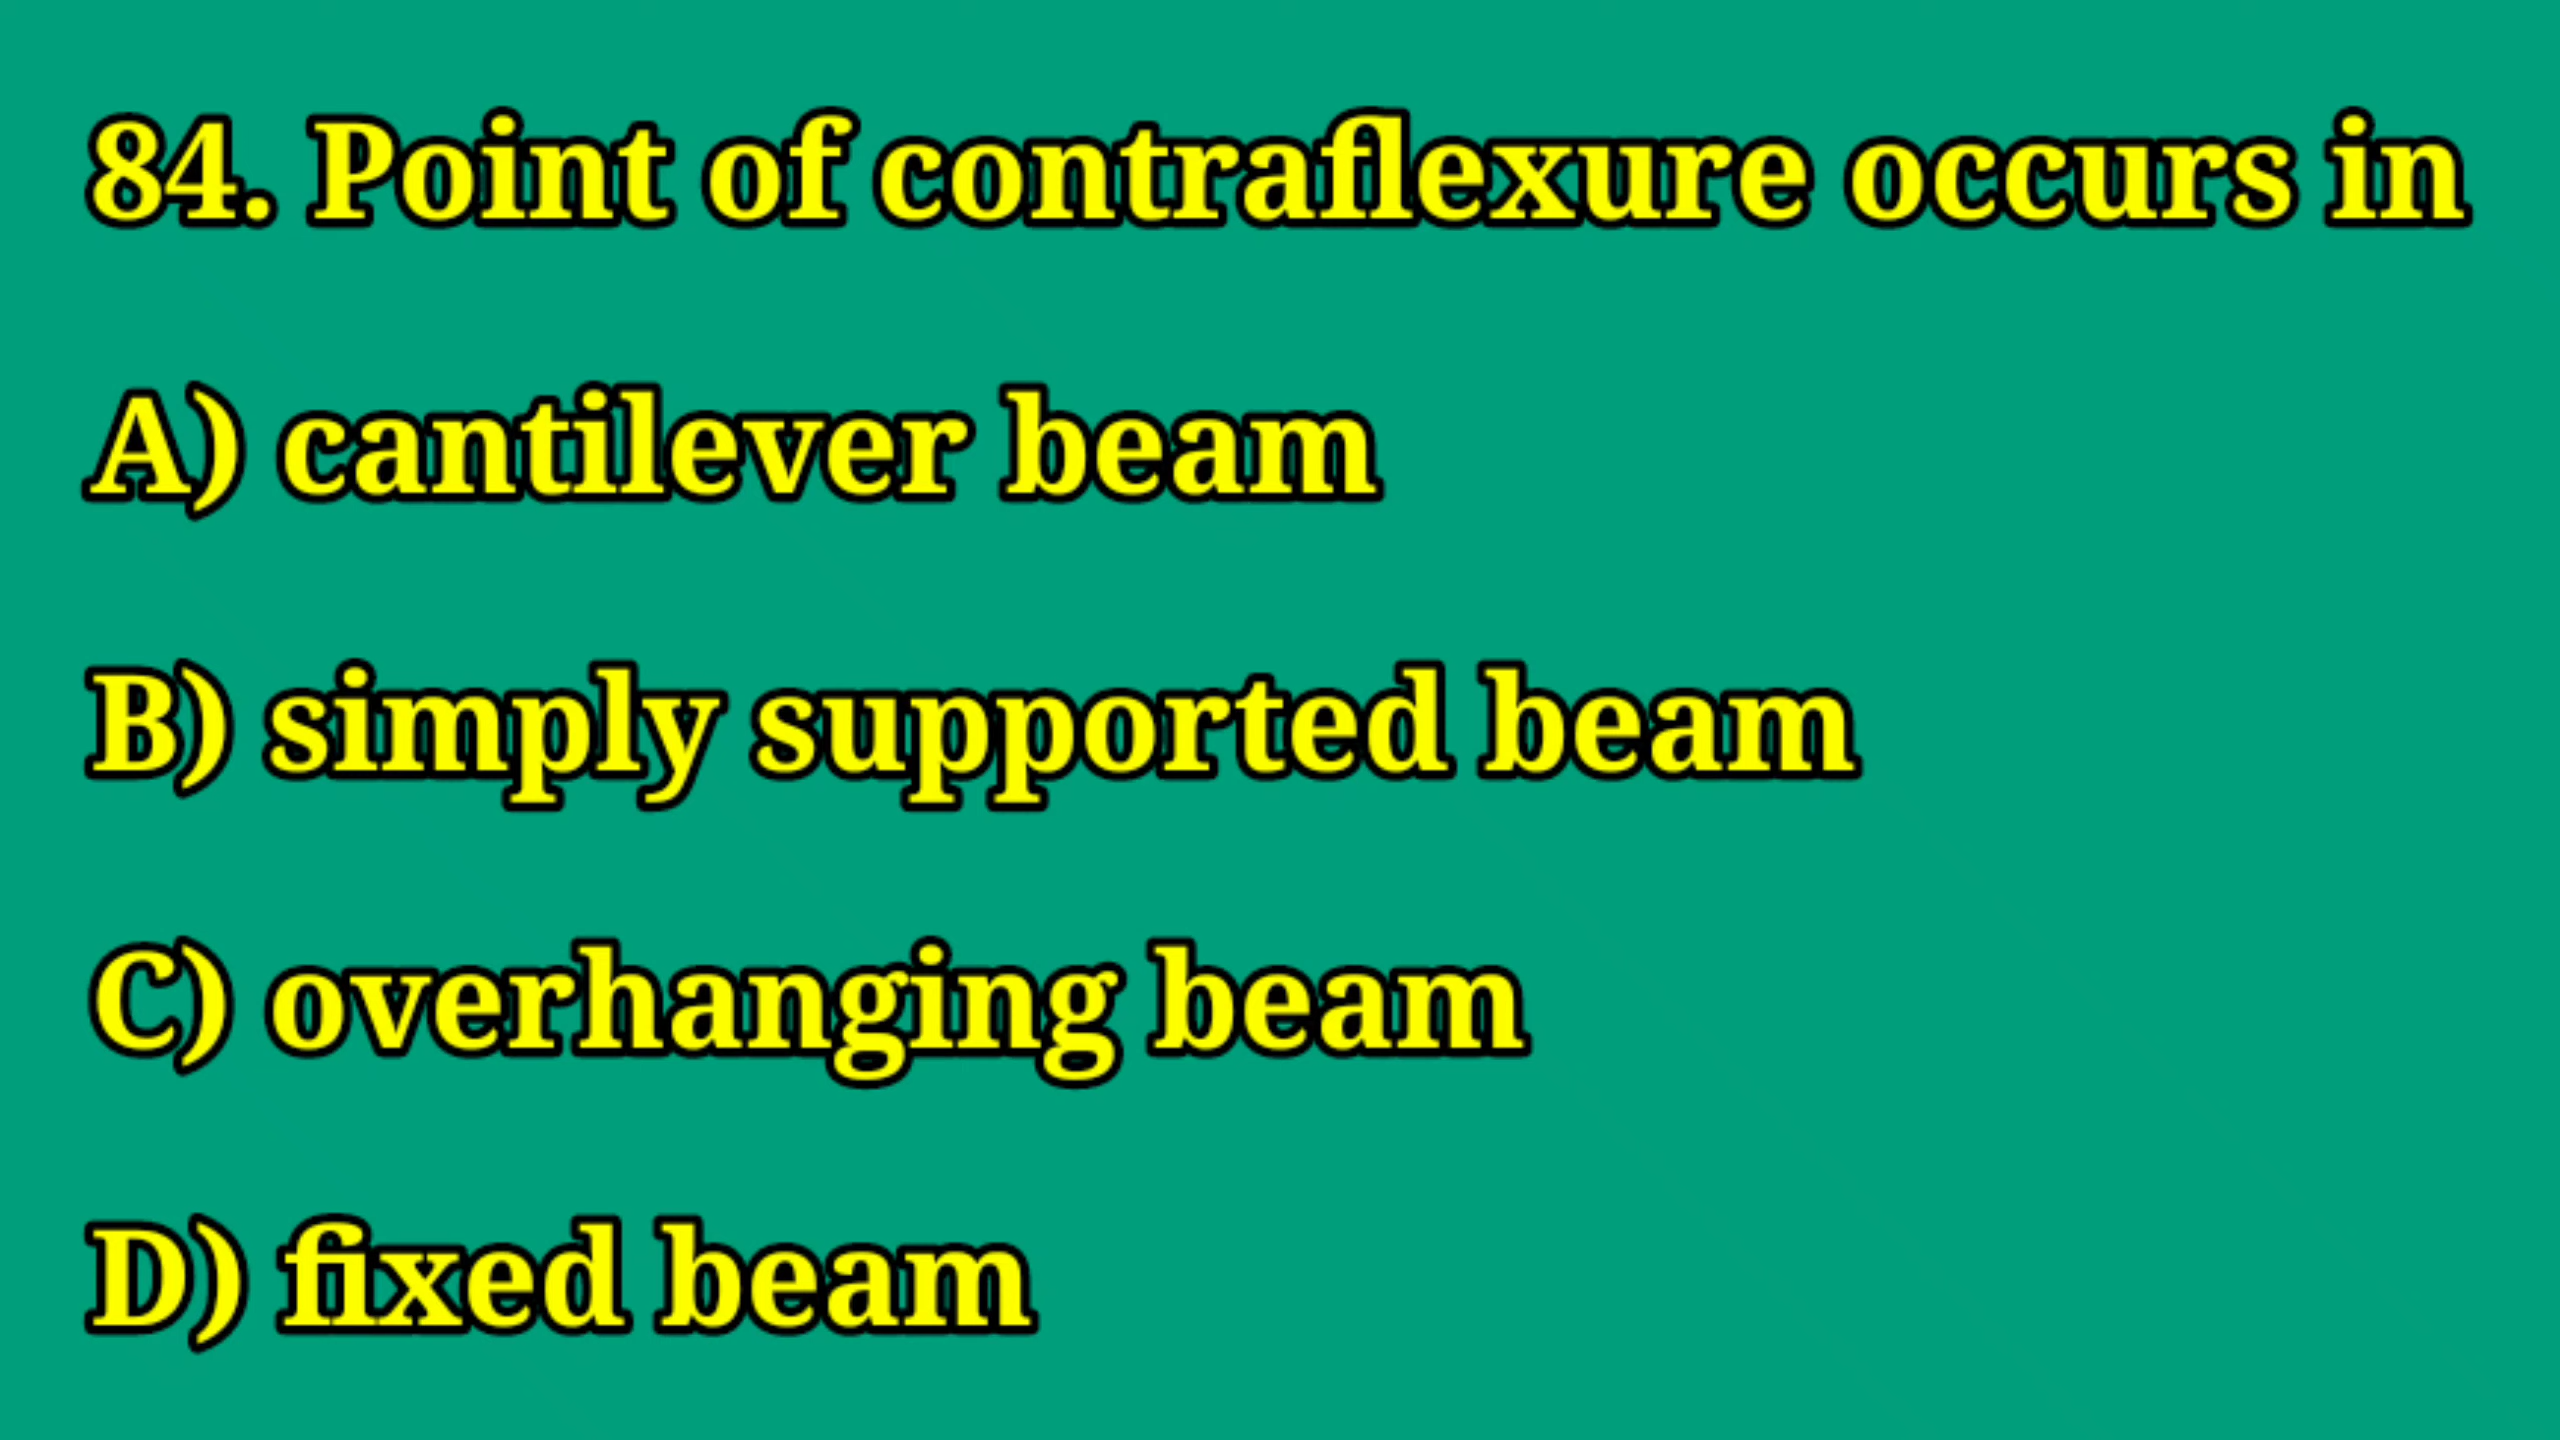 84. Point of contraflexure occurs in
A) cantilever beam
B) simply supported beam
C) overhanging beam
D) fixed beam